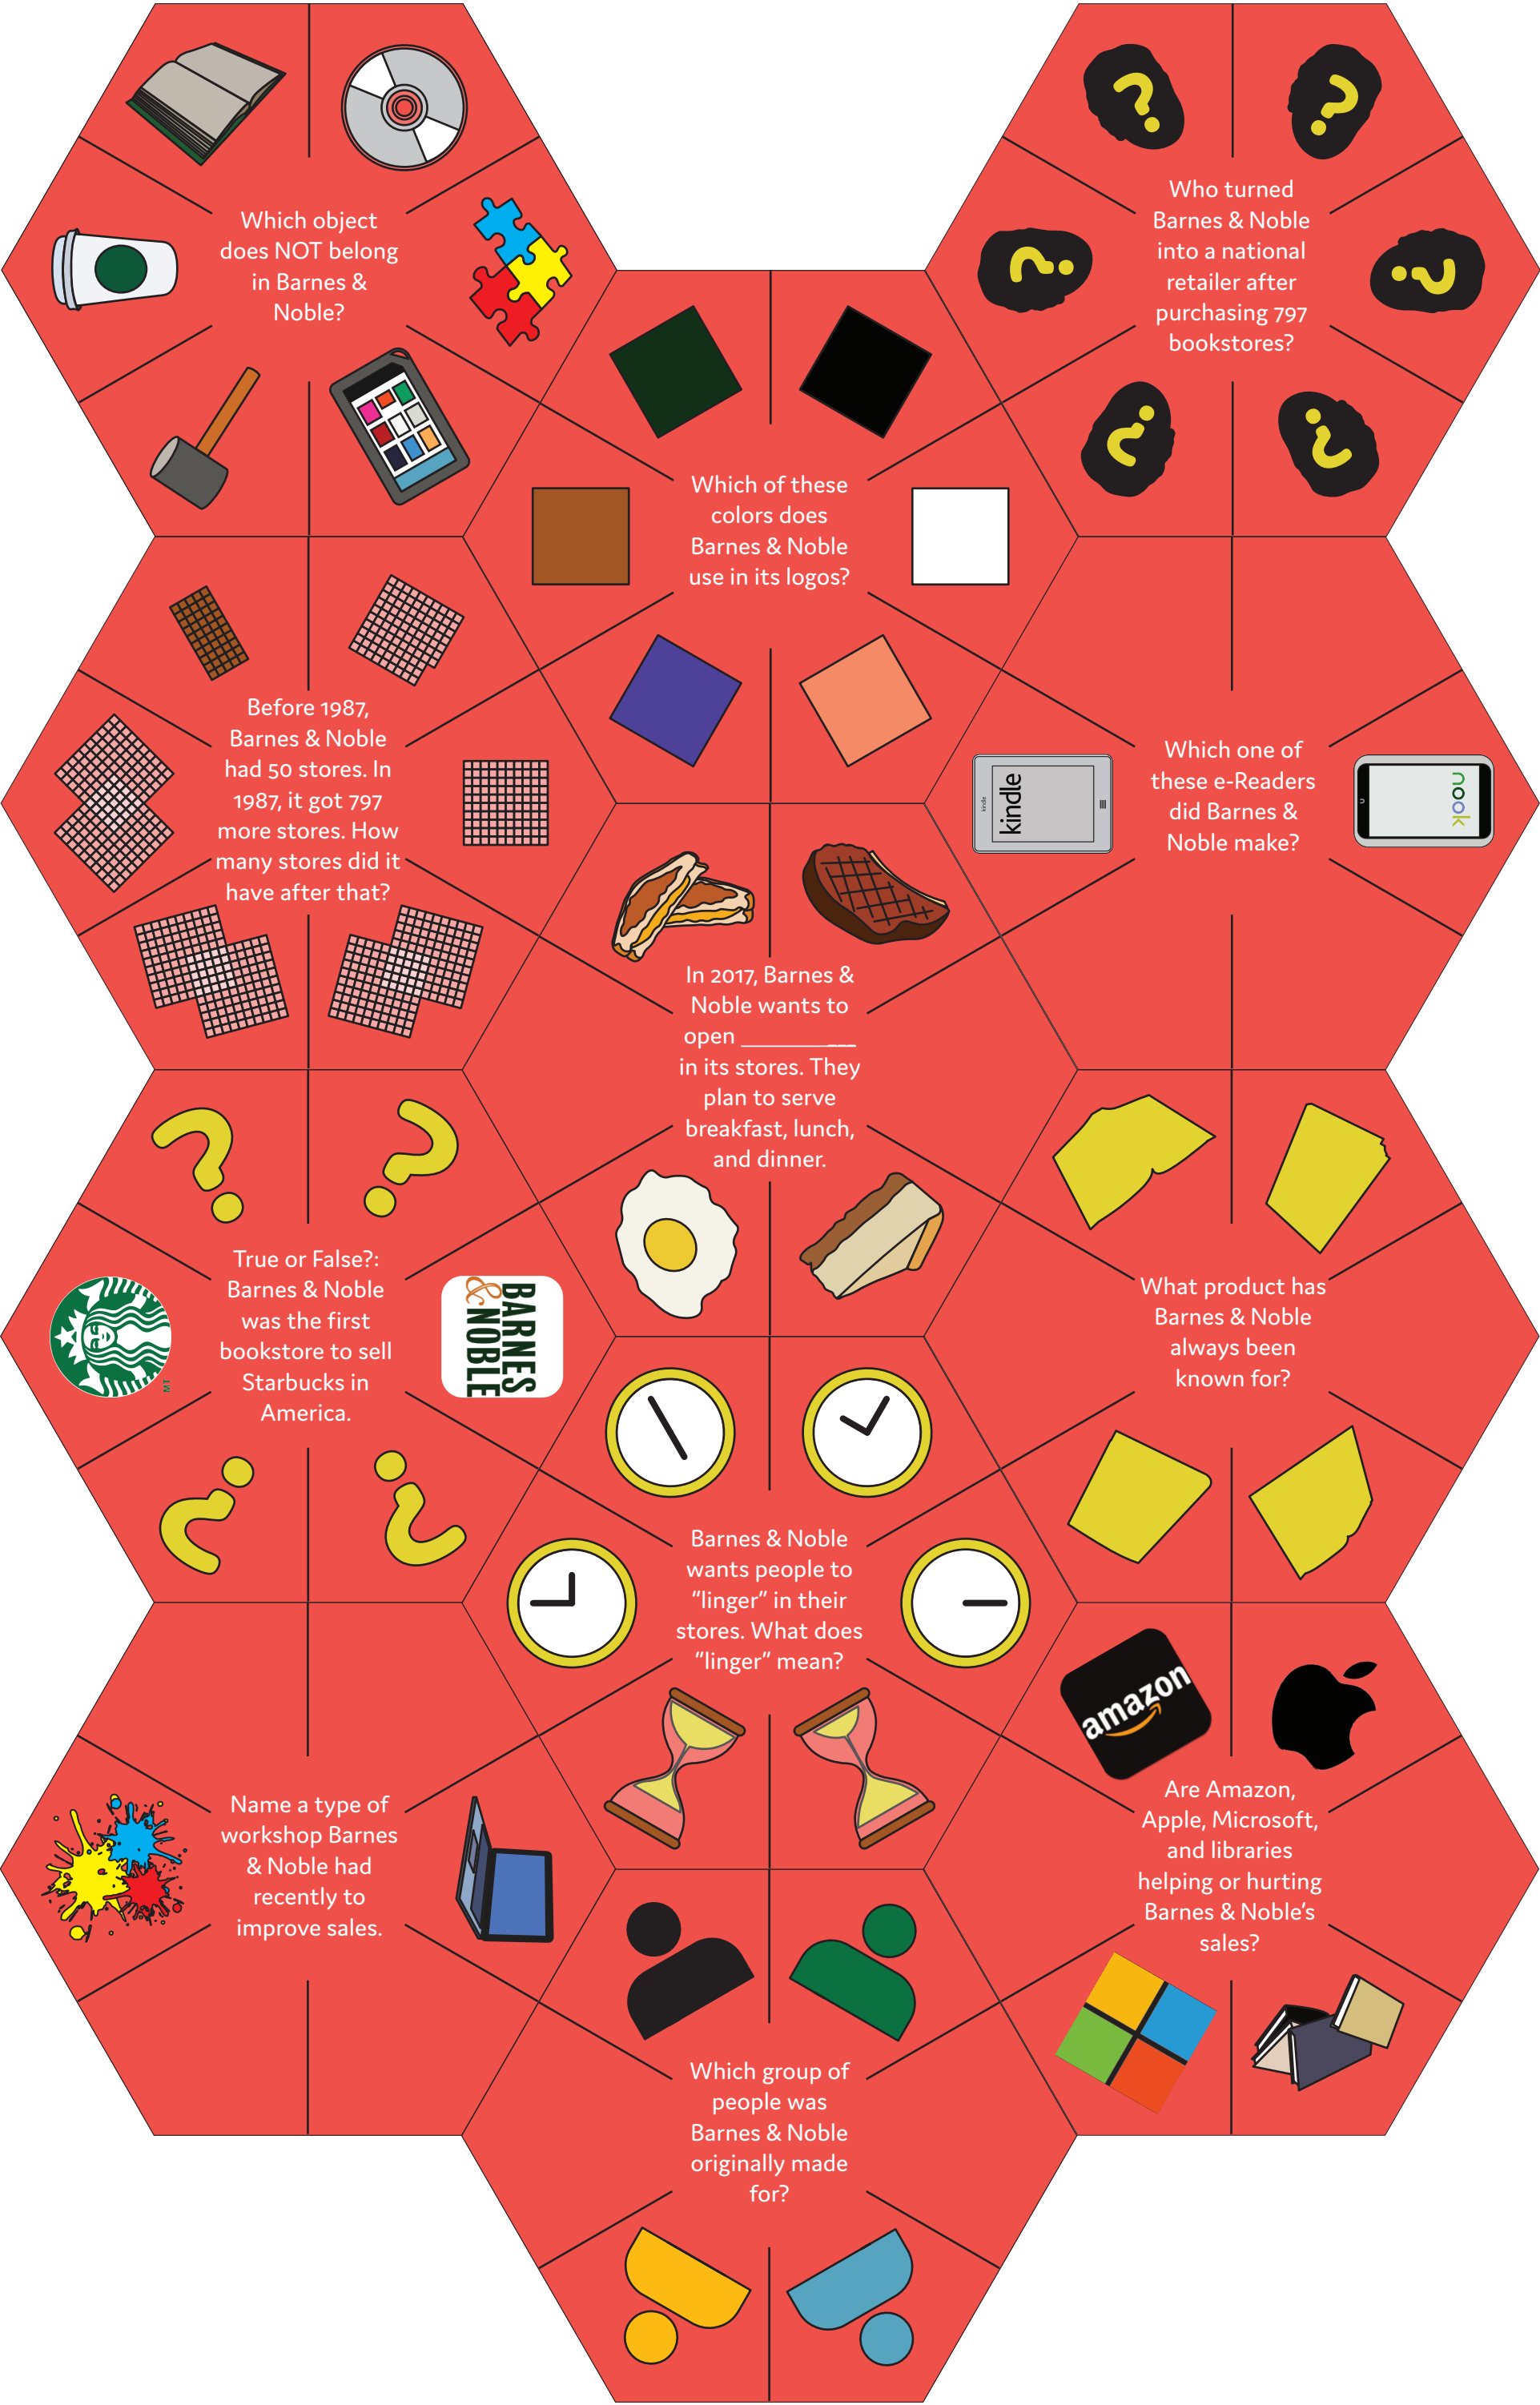 Which object
does NOT belong
in Barnes &
Noble?
Who turned
Barnes & Noble
into a national
retailer after
purchasing 797
bookstores?
? ? ? ? ? ?
Which of these
colors does
Barnes & Noble
use in its logos?
Before 1987,
Barnes & Noble
had 50 stores. In
1987, it got 797
more stores. How
many stores did it
have after that?
Which one of
these e-Readers
did Barnes &
Noble make?
kindle
kindle
nook
In 2017, Barnes &
Noble wants to
open ____________
in its stores. They
plan to serve
breakfast, lunch,
and dinner.
True or False?:
Barnes & Noble
was the first
bookstore to sell
Starbucks in
America.
? ? ? ?
TM
BARNES
& NOBLE
What product has
Barnes & Noble
always been
known for?
Barnes & Noble
wants people to
“linger” in their
stores. What does
“linger” mean?
Name a type of
workshop Barnes
& Noble had
recently to
improve sales.
amazon
Are Amazon,
Apple, Microsoft,
and libraries
helping or hurting
Barnes & Noble’s
sales?
Which group of
people was
Barnes & Noble
originally made
for?